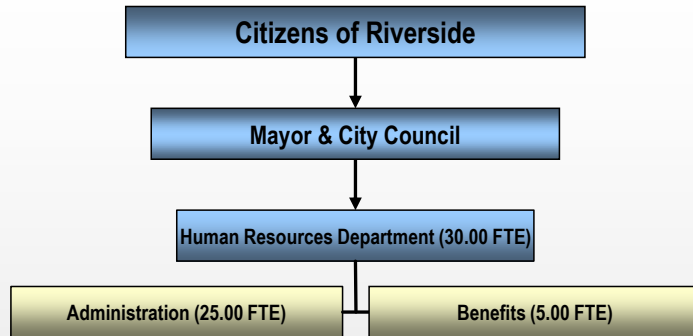 Citizens of Riverside
Mayor & City Council
Human Resources Department (30.00 FTE)
Administration (25.00 FTE)
Benefits (5.00 FTE)